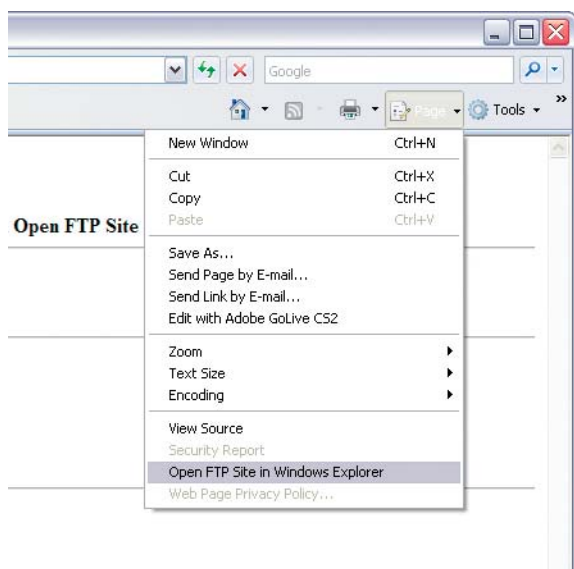 Google
Page
Tools
»
New Window Ctrl+N
Cut Ctrl+X
Copy Ctrl+C
Paste Ctrl+V
Open FTP Site
Save As...
Send Page by E-mail...
Send Link by E-mail...
Edit with Adobe GoLive CS2
Zoom
Text Size
Encoding
View Source
Security Report
Open FTP Site in Windows Explorer
Web Page Privacy Policy...